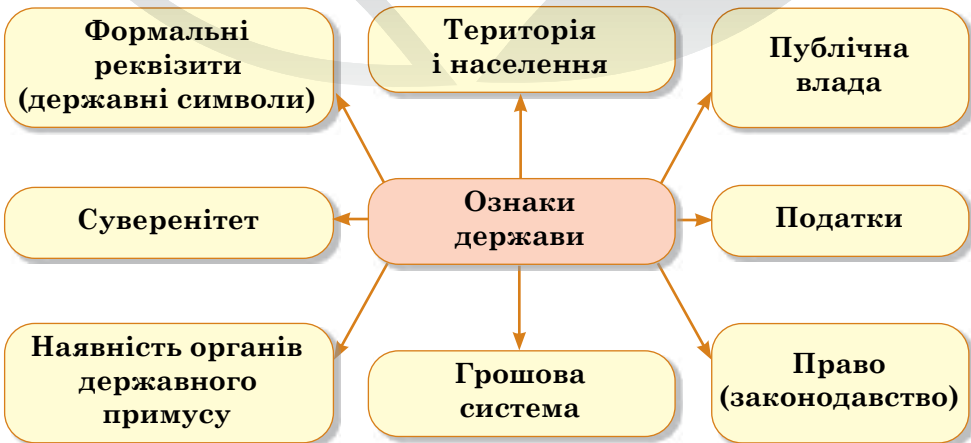 Формальні
реквізити
(державні символи)
Територія
і населення
Публічна
влада
Суверенітет
Ознаки
держави
Податки
Наявність органів
державного
примусу
Грошова
система
Право
(законодавство)